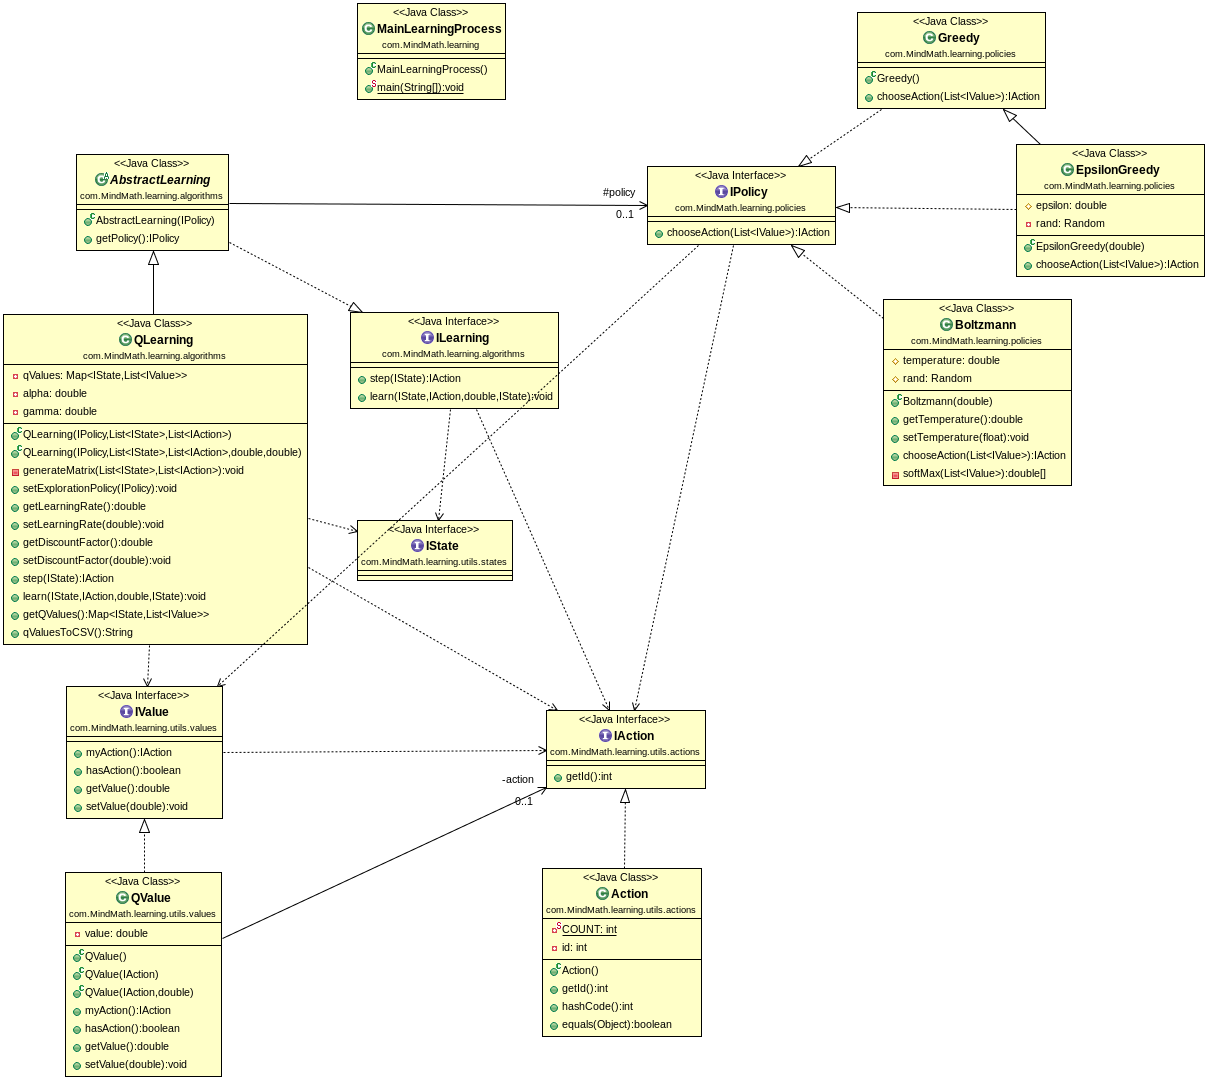 <<Java Class>>
MainLearningProcess
com.MindMath.learning
MainLearningProcess()
main(String[]):void
<<Java Class>>
Greedy
com.MindMath.learning.policies
Greedy()
chooseAction(List<IValue>):IAction
<<Java Class>>
AbstractLearning
com.MindMath.learning.algorithms
AbstractLearning(IPolicy)
getPolicy():IPolicy
#policy
0..1
<<Java Interface>>
IPolicy
com.MindMath.learning.policies
chooseAction(List<IValue>):IAction
<<Java Class>>
EpsilonGreedy
com.MindMath.learning.policies
epsilon: double
rand: Random
EpsilonGreedy(double)
chooseAction(List<IValue>):IAction
<<Java Class>>
QLearning
com.MindMath.learning.algorithms
qValues: Map<IState,List<IValue>>
alpha: double
gamma: double
QLearning(IPolicy,List<IState>,List<IAction>)
QLearning(IPolicy,List<IState>,List<IAction>,double,double)
generateMatrix(List<IState>,List<IAction>):void
setExplorationPolicy(IPolicy):void
getLearningRate():double
setLearningRate(double):void
getDiscountFactor():double
setDiscountFactor(double):void
step(IState):IAction
learn(IState,IAction,double,IState):void
getQValues():Map<IState,List<IValue>>
qValuesToCSV():String
<<Java Interface>>
ILearning
com.MindMath.learning.algorithms
step(IState):IAction
learn(IState,IAction,double,IState):void
<<Java Class>>
Boltzmann
com.MindMath.learning.policies
temperature: double
rand: Random
Boltzmann(double)
getTemperature():double
setTemperature(float):void
chooseAction(List<IValue>):IAction
softMax(List<IValue>):double[]
<<Java Interface>>
IState
com.MindMath.learning.utils.states
<<Java Interface>>
IValue
com.MindMath.learning.utils.values
myAction():IAction
hasAction():boolean
getValue():double
setValue(double):void
<<Java Interface>>
IAction
com.MindMath.learning.utils.actions
getId():int
-action
0..1
<<Java Class>>
QValue
com.MindMath.learning.utils.values
value: double
QValue()
QValue(IAction)
QValue(IAction,double)
myAction():IAction
hasAction():boolean
getValue():double
setValue(double):void
<<Java Class>>
Action
com.MindMath.learning.utils.actions
COUNT: int
id: int
Action()
getId():int
hashCode():int
equals(Object):boolean